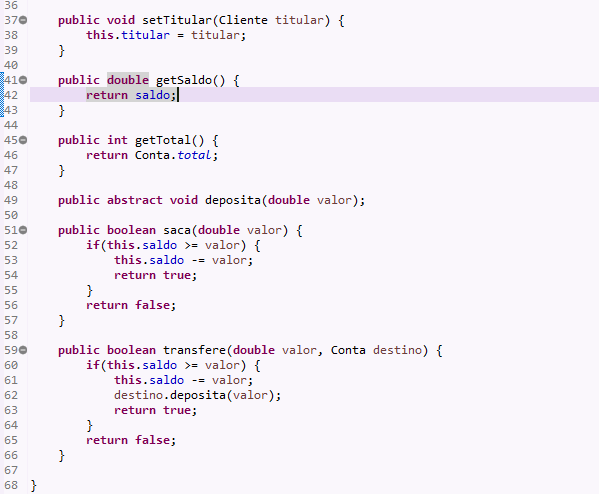 36
37 public void setTitular(Cliente titular) {
38 this.titular = titular;
39 }
40
41 public double getSaldo() {
42 return saldo;
43 }
44
45 public int getTotal() {
46 return Conta.total;
47 }
48
49 public abstract void deposita(double valor);
50
51 public boolean saca(double valor) {
52 if(this.saldo >= valor) {
53 this.saldo -= valor;
54 return true;
55 }
56 return false;
57 }
58
59 public boolean transfere(double valor, Conta destino) {
60 if(this.saldo >= valor) {
61 this.saldo -= valor;
62 destino.deposita(valor);
63 return true;
64 }
65 return false;
66 }
67
68 }